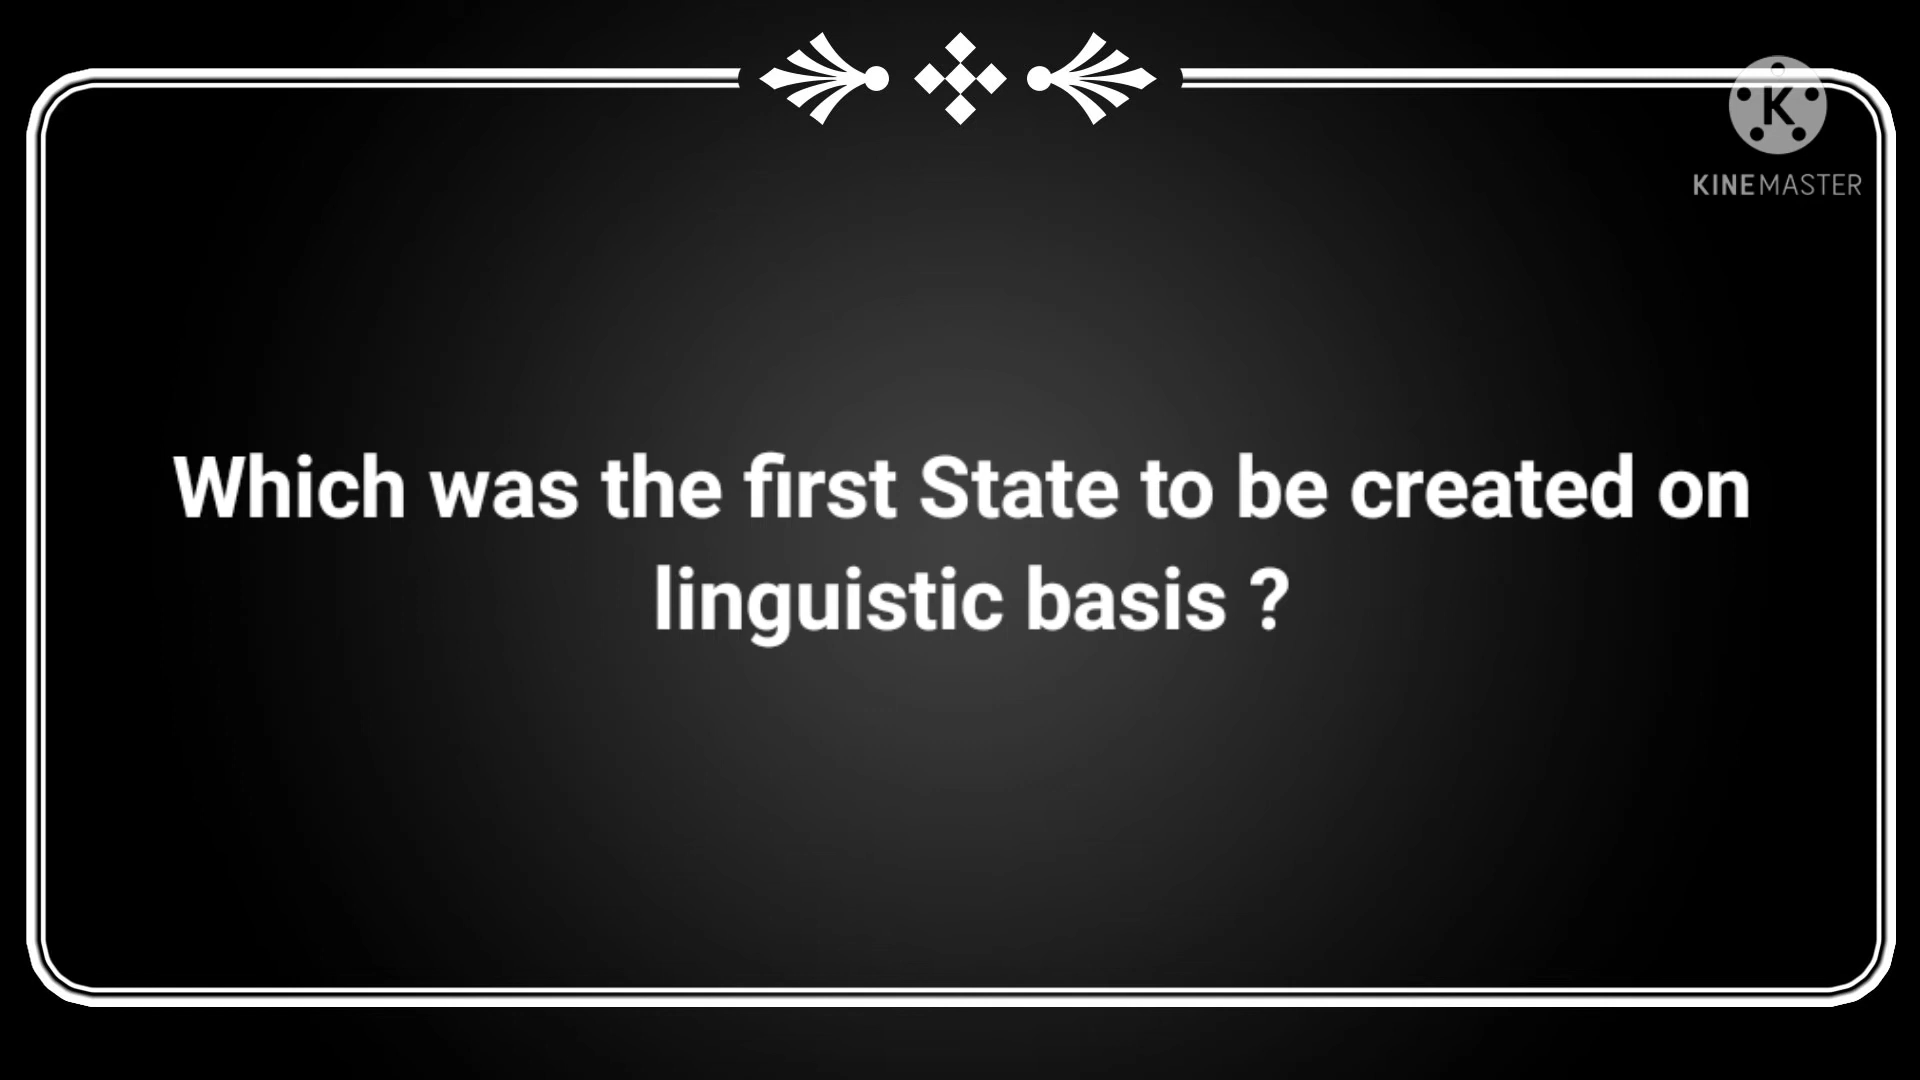 KINEMASTER
Which was the first State to be created on
linguistic basis ?